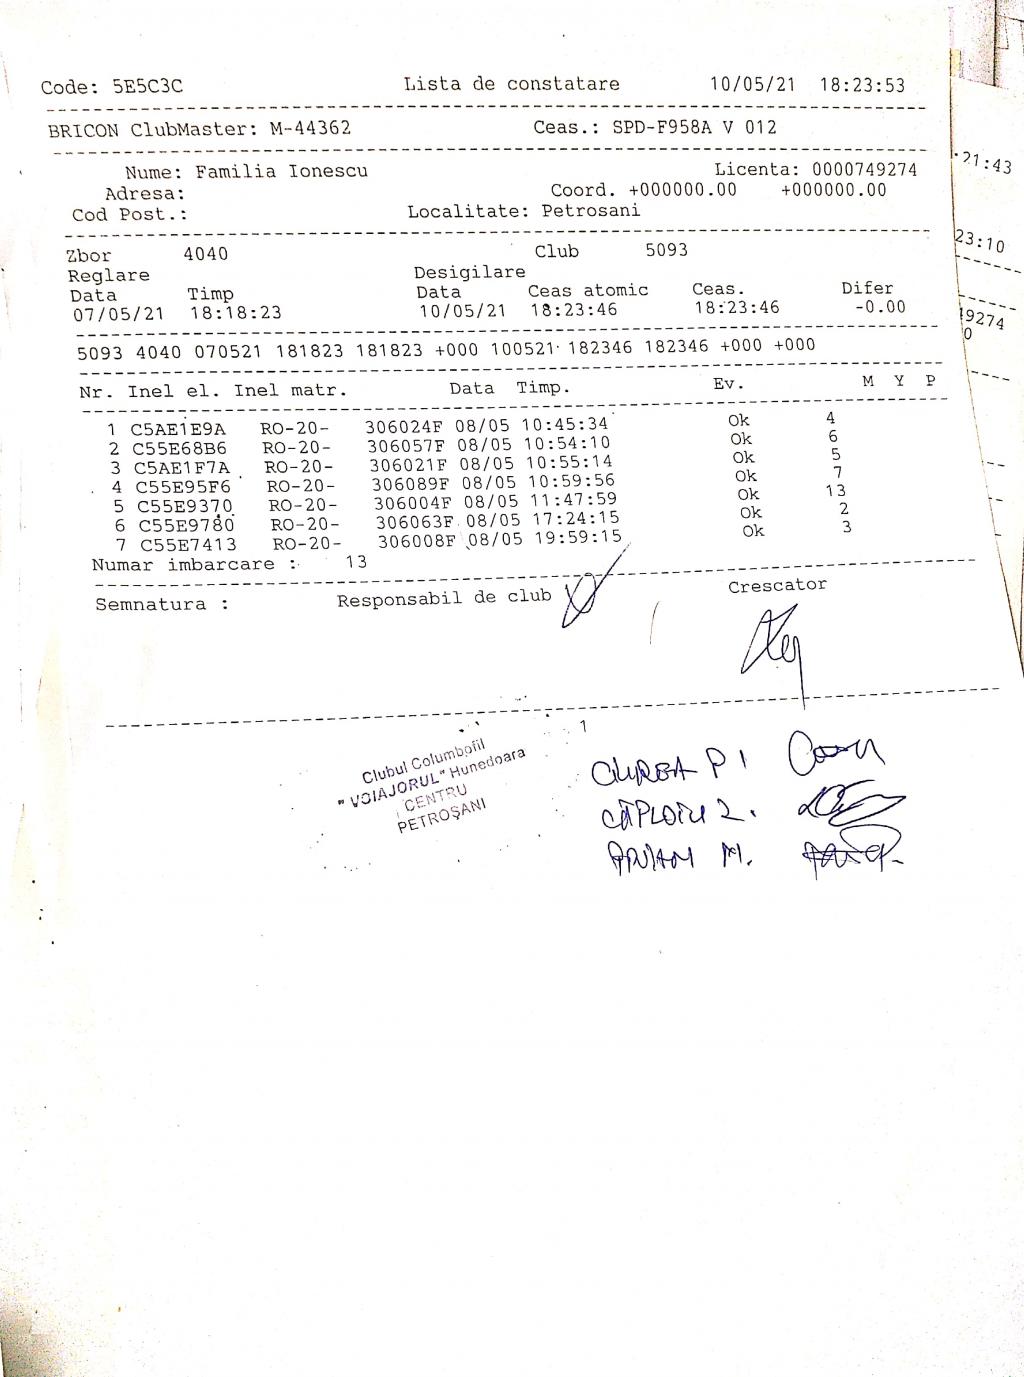 Code: 5E5C3C Lista de constatare 10/05/21 18:23:53
BRICON ClubMaster: M-44362 Ceas.: SPD-F958A V 012
Nume: Familia Ionescu Licenta: 0000749274
Adresa: Coord. +000000.00 +000000.00
Cod Post.: Localitate: Petrosani
Zbor 4040 Club 5093
Reglare Desigilare
Data Timp Data Ceas atomic Ceas. Difer
07/05/21 18:18:23 10/05/21 18:23:46 18:23:46 -0.00
5093 4040 070521 181823 181823 +000 100521 182346 182346 +000 +000
Nr. Inel el. Inel matr. Data Timp. Ev. M Y P
1 C5AE1E9A RO-20- 306024F 08/05 10:45:34 Ok 4
2 C55E68B6 RO-20- 306057F 08/05 10:54:10 Ok 6
3 C5AE1F7A RO-20- 306021F 08/05 10:55:14 Ok 5
4 C55E95F6 RO-20- 306089F 08/05 10:59:56 Ok 7
5 C55E9370 RO-20- 306004F 08/05 11:47:59 Ok 13
6 C55E9780 RO-20- 306063F 08/05 17:24:15 Ok 2
7 C55E7413 RO-20- 306008F 08/05 19:59:15 Ok 3
Numar imbarcare : 13
Semnatura : Responsabil de club Crescator
1
Clubul Columbofil
"VOIAJORUL" Hunedoara
CENTRU
PETROȘANI
21:43
23:10
9274
0